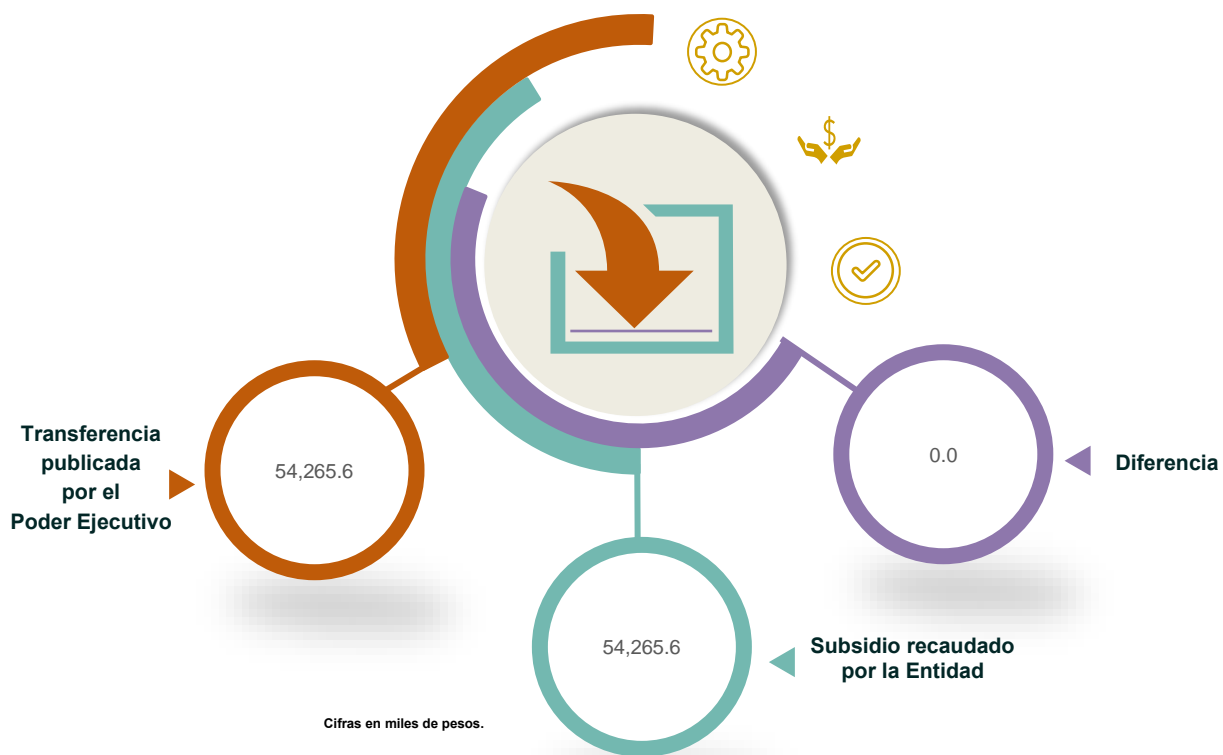 Transferencia
publicada
por el
Poder Ejecutivo
54,265.6
0.0
Diferencia
54,265.6
Subsidio recaudado
por la Entidad
Cifras en miles de pesos.
$